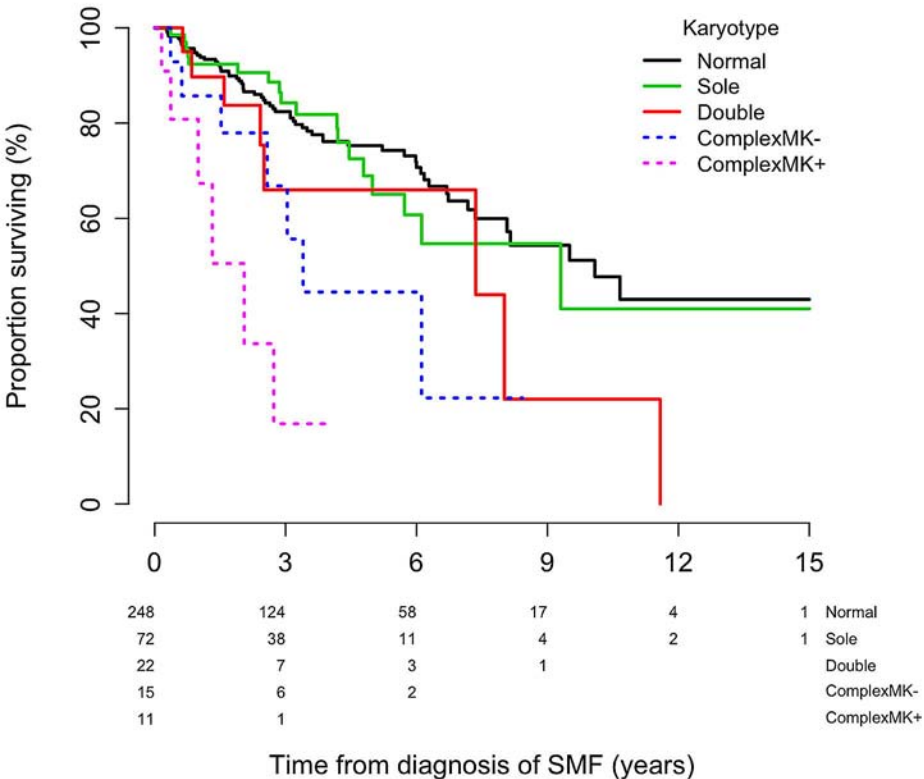 Karyotype
Normal
Sole
Double
ComplexMK-
ComplexMK+
Proportion surviving (%)
100
80
60
40
20
0
0 3 6 9 12 15
248 124 58 17 4 1 Normal
72 38 11 4 2 1 Sole
22 7 3 1 Double
15 6 2 ComplexMK-
11 1 ComplexMK+
Time from diagnosis of SMF (years)